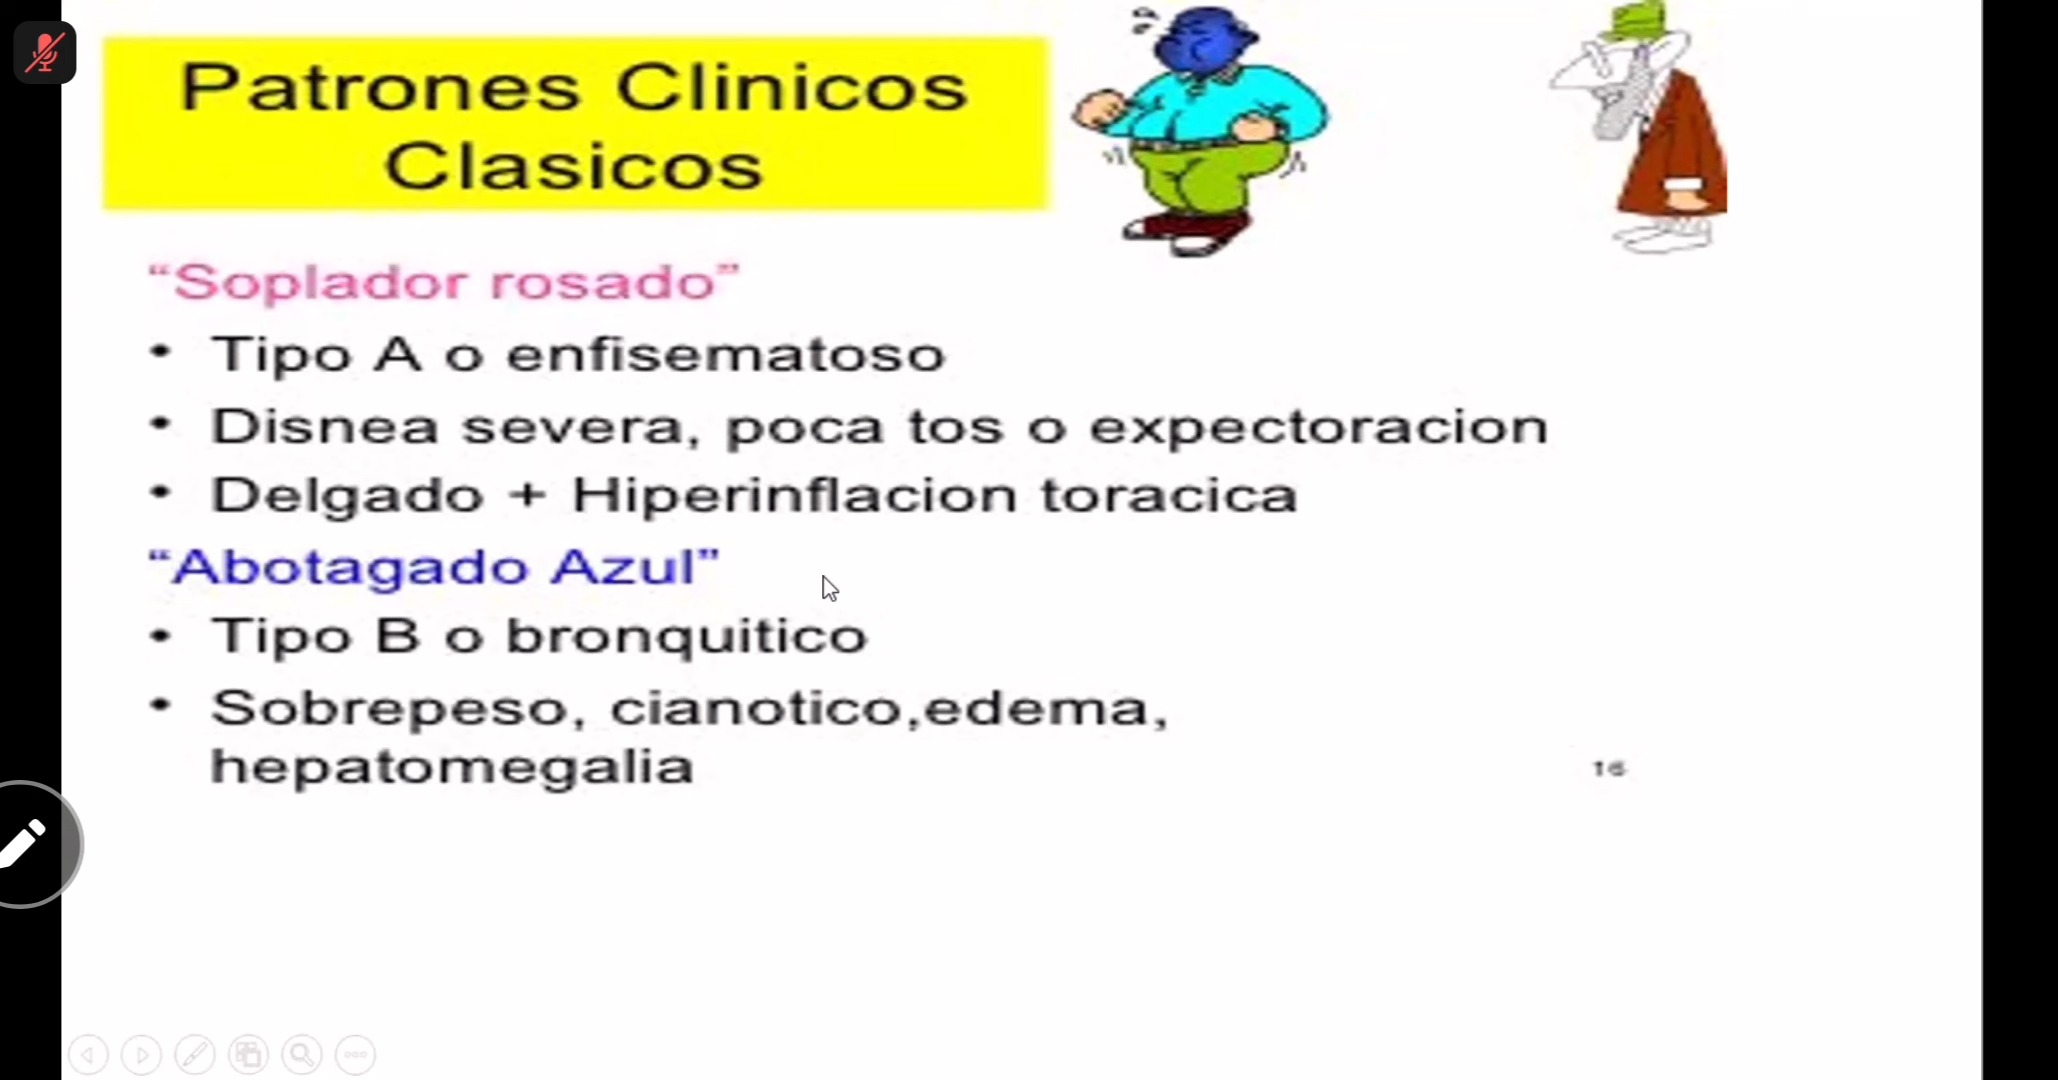 Patrones Clinicos
Clasicos
“Soplador rosado”
• Tipo A o enfisematoso
• Disnea severa, poca tos o expectoracion
• Delgado + Hiperinflacion toracica
“Abotagado Azul”
• Tipo B o bronquitico
• Sobrepeso, cianotico,edema,
hepatomegalia
16